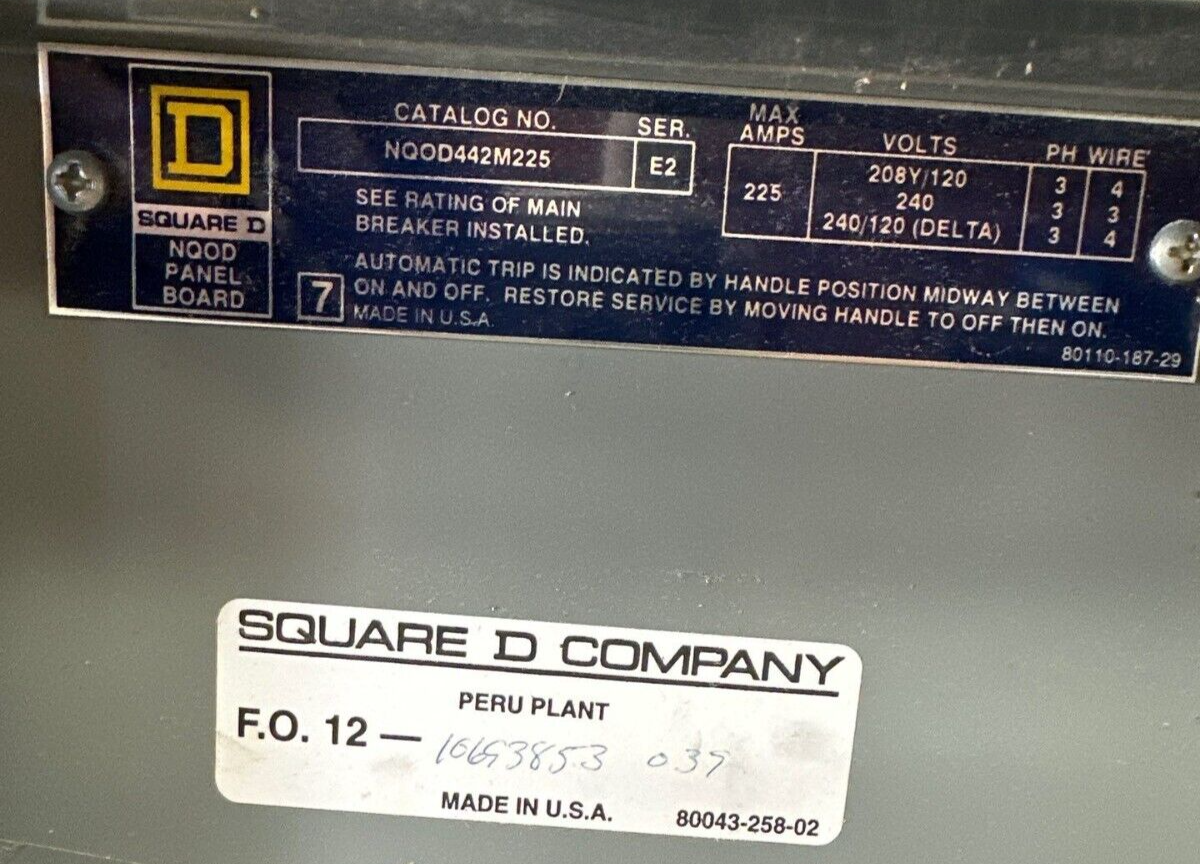 D
SQUARE D
NQOD
PANEL
BOARD
CATALOG NO. SER.
NQOD442M225 E2
SEE RATING OF MAIN
BREAKER INSTALLED.
MAX
AMPS VOLTS PH WIRE
225 208Y/120 3 4
240 3 3
240/120 (DELTA) 3 4
7
AUTOMATIC TRIP IS INDICATED BY HANDLE POSITION MIDWAY BETWEEN
ON AND OFF. RESTORE SERVICE BY MOVING HANDLE TO OFF THEN ON.
MADE IN U.S.A.
80110-187-29
SQUARE D COMPANY
PERU PLANT
F.O. 12 — 039
MADE IN U.S.A. 80043-258-02